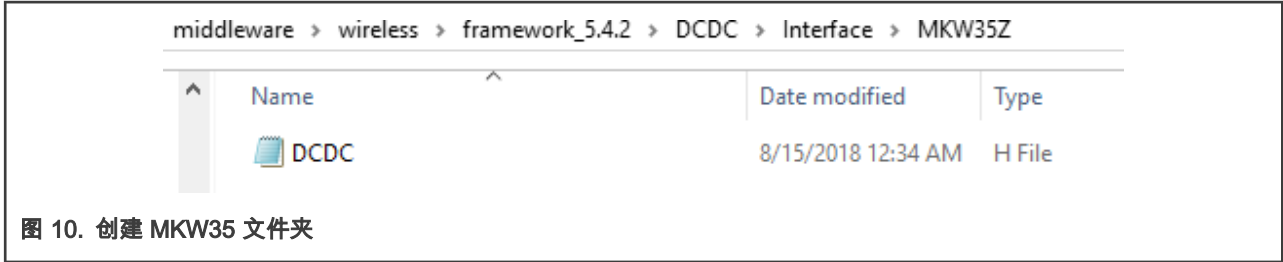 middleware > wireless > framework_5.4.2 > DCDC > Interface > MKW35Z
Name Date modified Type
DCDC 8/15/2018 12:34 AM H File
图 10. 创建 MKW35 文件夹